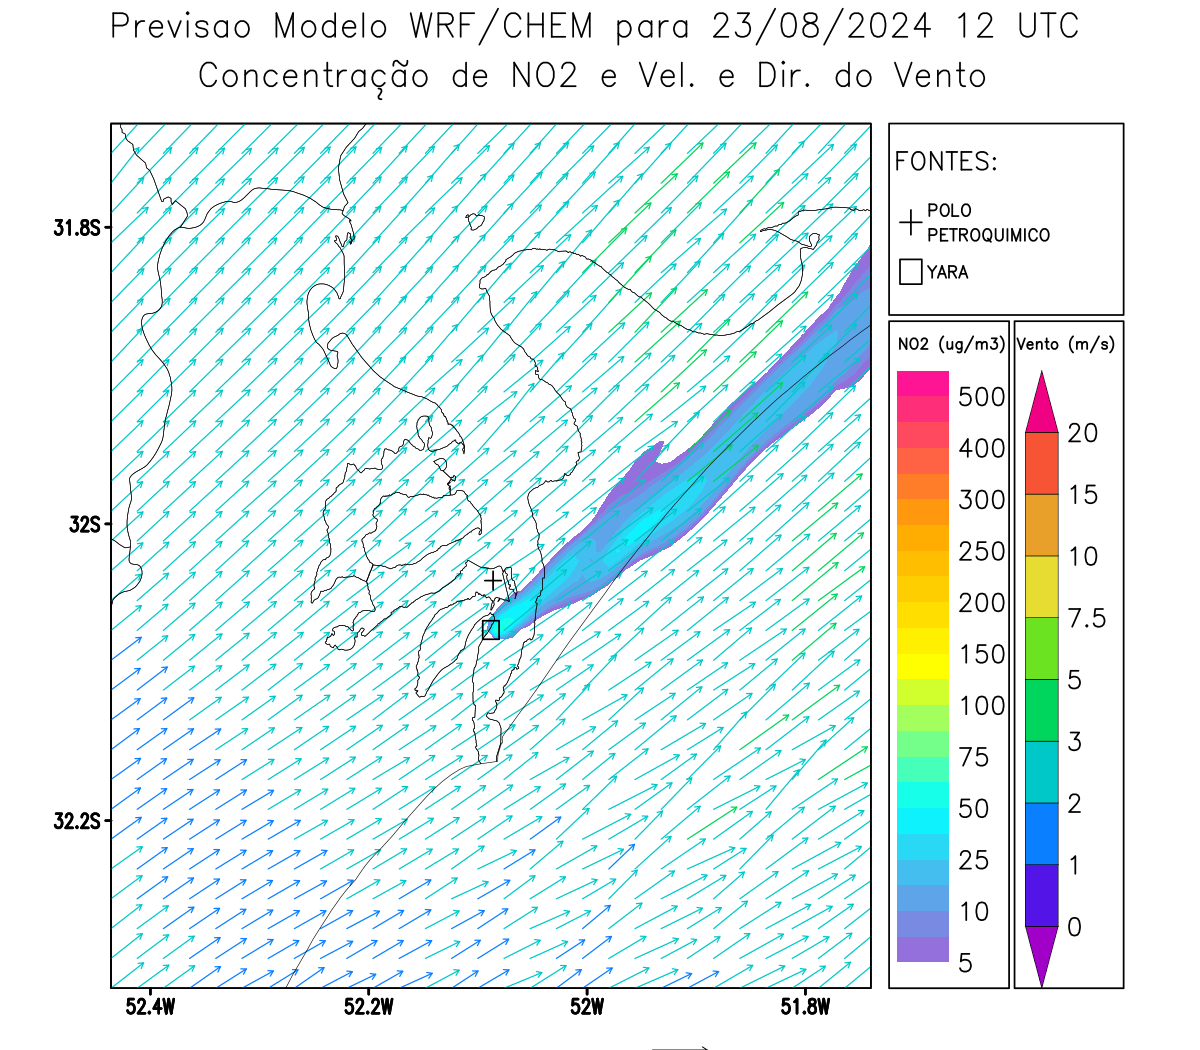 Previsao Modelo WRF/CHEM para 23/08/2024 12 UTC
Concentração de NO2 e Vel. e Dir. do Vento
FONTES:
POLO
PETROQUIMICO
YARA
NO2 (ug/m3)
500
400
300
250
200
150
100
75
50
25
10
5
Vento (m/s)
20
15
10
7.5
5
3
2
1
0
31.8S
32S
32.2S
52.4W
52.2W
52W
51.8W